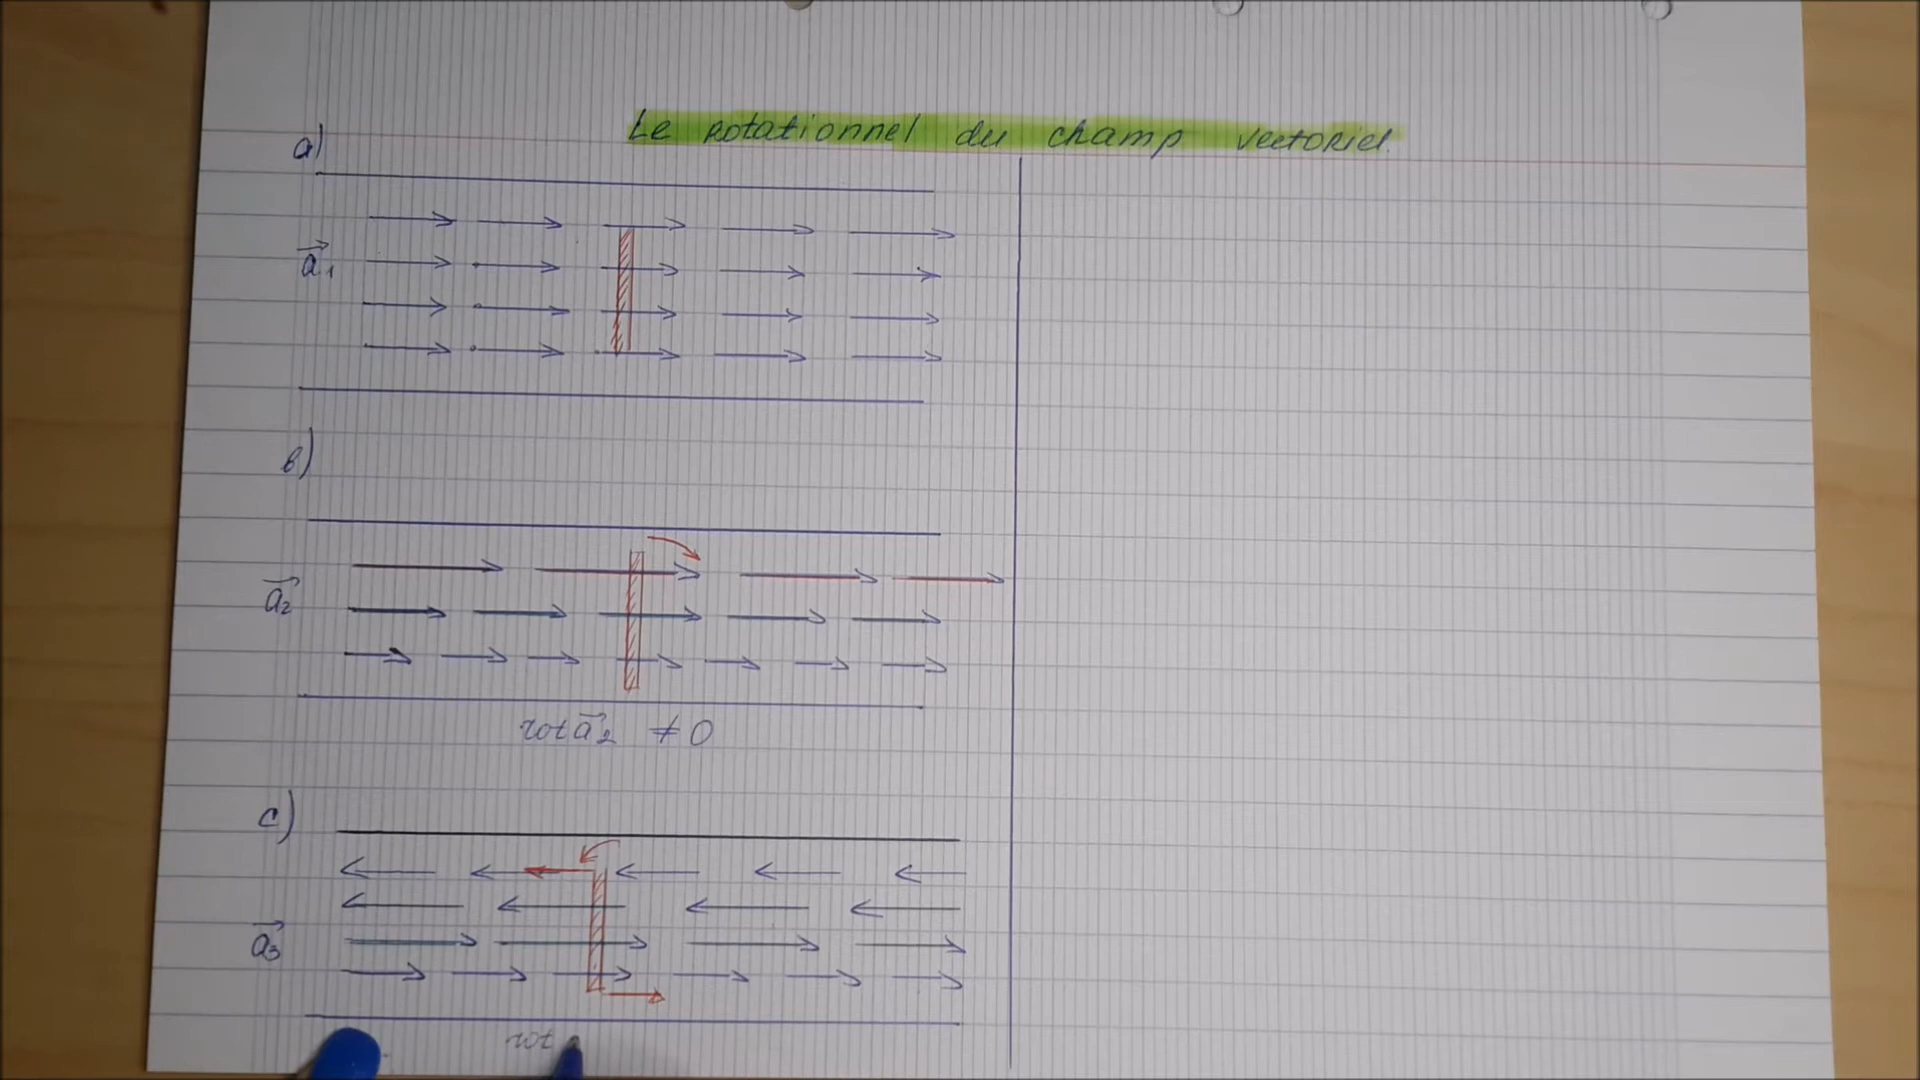 Le rotationnel du champ vectoriel.
a)
a⃗₁
b)
a⃗₂
rot a⃗₂ ≠ 0
c)
a⃗₃
rot